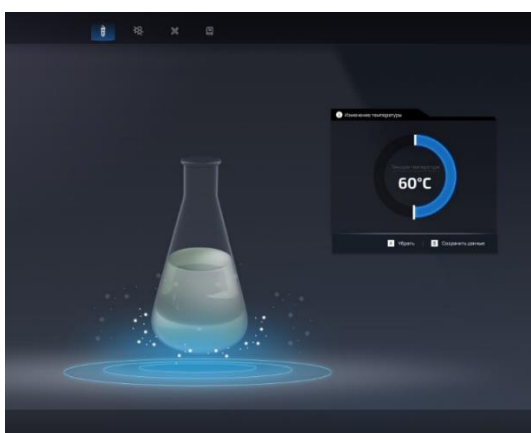 Изменение температуры
Текущая температура
60°C
Убрать
Сохранить данные